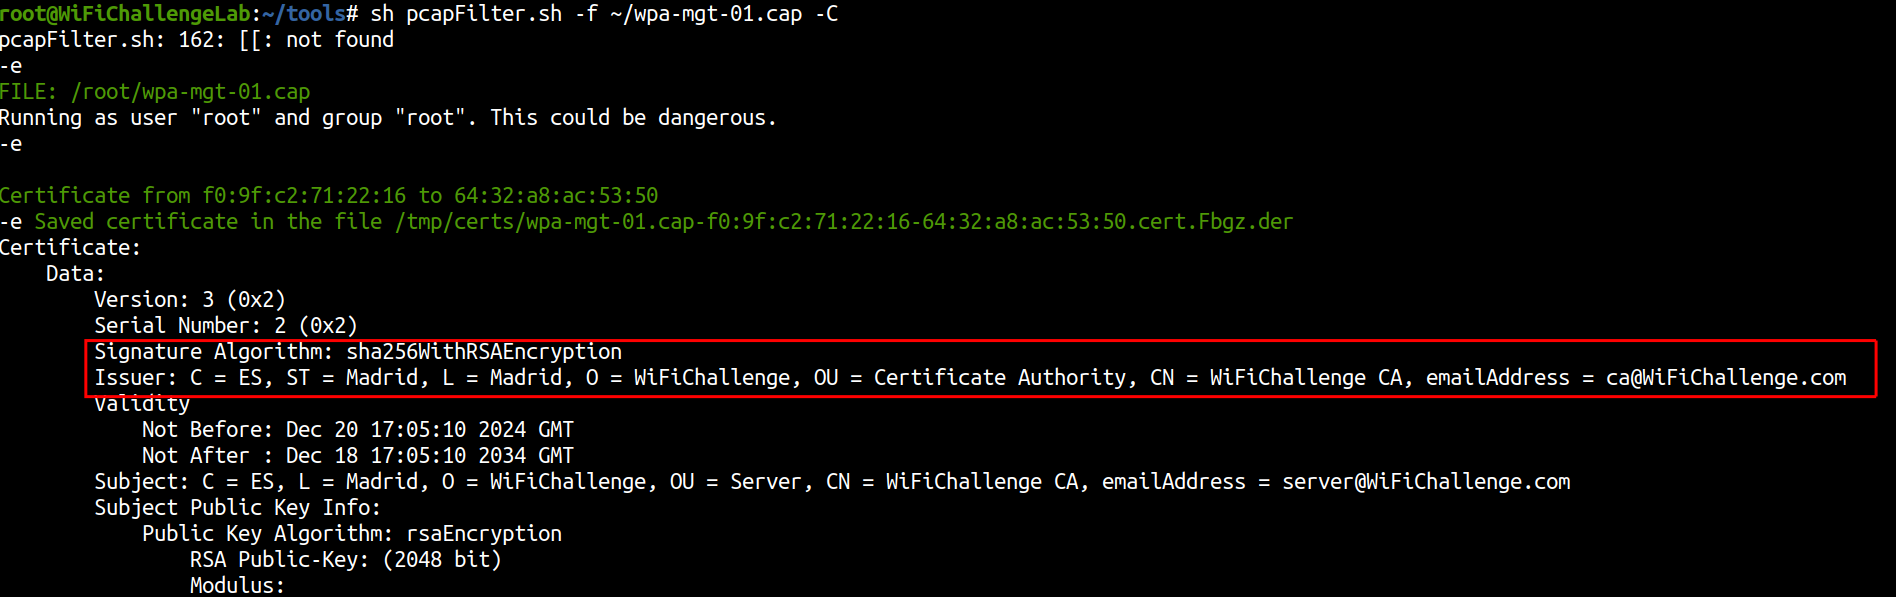 root@WiFiChallengeLab:~/tools# sh pcapFilter.sh -f ~/wpa-mgt-01.cap -C
pcapFilter.sh: 162: [[: not found
-e
FILE: /root/wpa-mgt-01.cap
Running as user "root" and group "root". This could be dangerous.
-e
Certificate from f0:9f:c2:71:22:16 to 64:32:a8:ac:53:50
-e Saved certificate in the file /tmp/certs/wpa-mgt-01.cap-f0:9f:c2:71:22:16-64:32:a8:ac:53:50.cert.Fbgz.der
Certificate:
Data:
Version: 3 (0x2)
Serial Number: 2 (0x2)
Signature Algorithm: sha256WithRSAEncryption
Issuer: C = ES, ST = Madrid, L = Madrid, O = WiFiChallenge, OU = Certificate Authority, CN = WiFiChallenge CA, emailAddress = ca@WiFiChallenge.com
Validity
Not Before: Dec 20 17:05:10 2024 GMT
Not After : Dec 18 17:05:10 2034 GMT
Subject: C = ES, L = Madrid, O = WiFiChallenge, OU = Server, CN = WiFiChallenge CA, emailAddress = server@WiFiChallenge.com
Subject Public Key Info:
Public Key Algorithm: rsaEncryption
RSA Public-Key: (2048 bit)
Modulus: